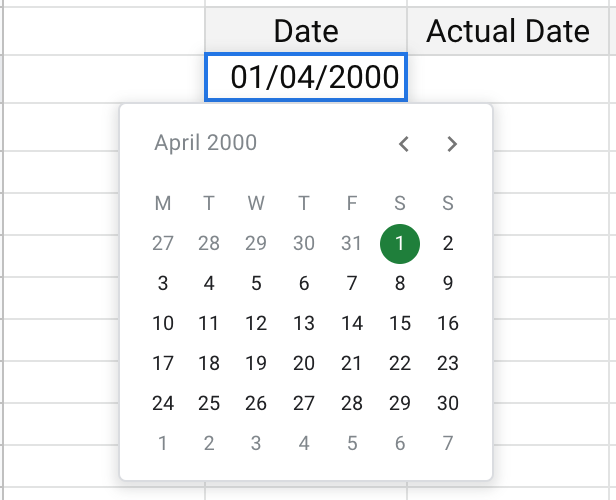 Date Actual Date
01/04/2000
April 2000
M T W T F S S
27 28 29 30 31 1 2
3 4 5 6 7 8 9
10 11 12 13 14 15 16
17 18 19 20 21 22 23
24 25 26 27 28 29 30
1 2 3 4 5 6 7